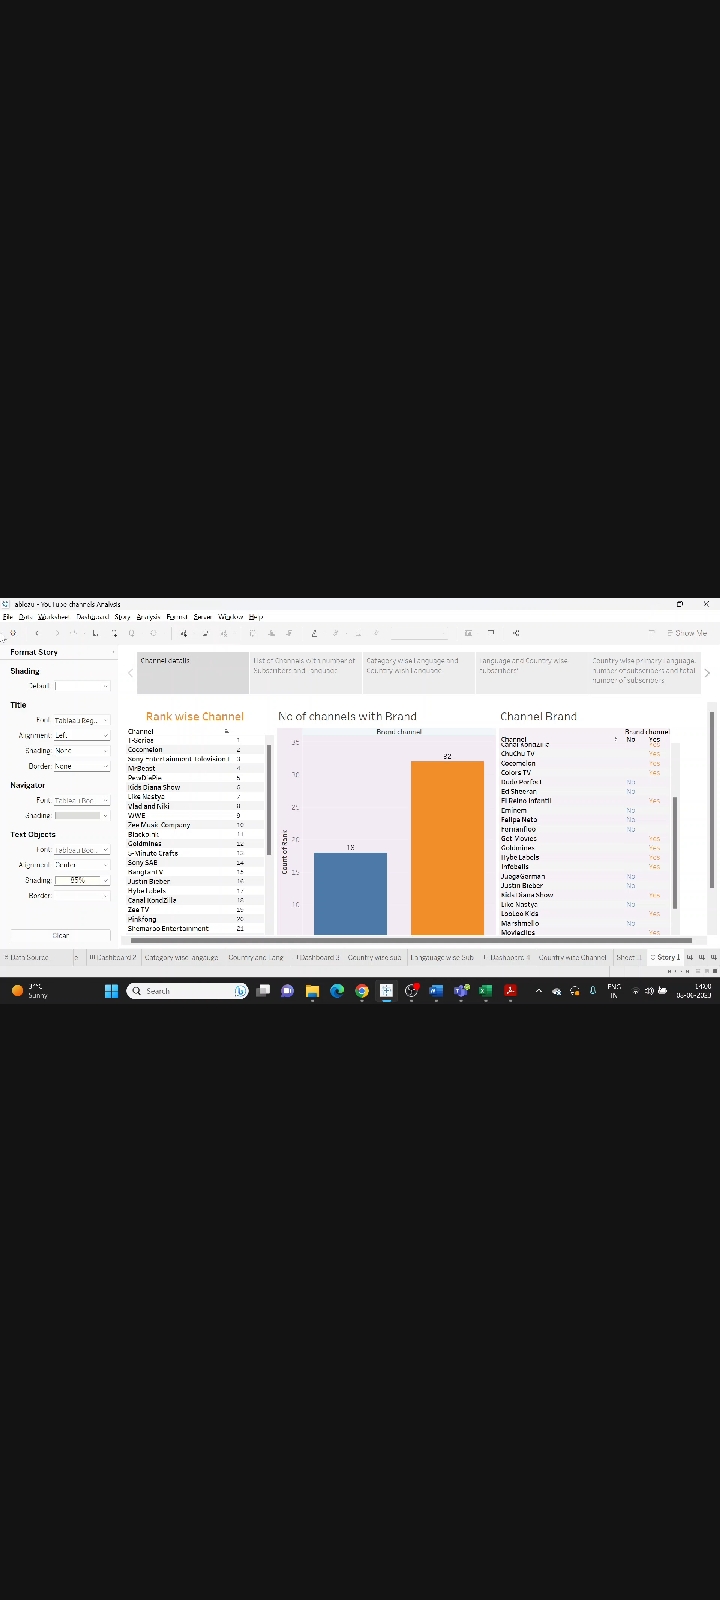 Tableau - YouTube channels Analysis
File Data Worksheet Dashboard Story Analysis Format Server Window Help
Show Me
Format Story
Shading
Default:
Title
Font: Tableau Reg...
Alignment: Left
Shading: None
Border: None
Navigator
Font: Tableau Boo...
Shading:
Text Objects
Font: Tableau Boo...
Alignment: Center
Shading: 95%
Border:
Clear
Channel details
List of Channels with number of Subscribers and Language
Category wise Language and Country wise Language
Language and Country wise subscribers'
Country wise primary Language, number of subscribers and total number of subscribers
Rank wise Channel
Channel
T-Series 1
Cocomelon 2
Sony Entertainment Television I 3
MrBeast 4
PewDiePie 5
Kids Diana Show 6
Like Nastya 7
Vlad and Niki 8
WWE 9
Zee Music Company 10
Blackpink 11
Goldmines 12
5-Minute Crafts 13
Sony SAB 14
BangtanTV 15
Justin Bieber 16
Hybe Labels 17
Canal KondZilla 18
Zee TV 19
Pinkfong 20
Shemaroo Entertainment 21
No of channels with Brand
Brand channel
Count of Rank
35
30
25
20
15
10
18
32
Channel Brand
Brand channel
Channel No Yes
Canal KondZilla Yes
ChuChu TV Yes
Cocomelon Yes
Colors TV Yes
Dude Perfect No
Ed Sheeran No
El Reino Infantil Yes
Eminem No
Felipe Neto No
Fernanfloo No
Get Movies Yes
Goldmines Yes
Hybe Labels Yes
Infobells Yes
JuegaGerman No
Justin Bieber No
Kids Diana Show Yes
Like Nastya No
LooLoo Kids Yes
Marshmello No
Movieclips Yes
Data Source
Dashboard 2
Category wise langauge
Country and Lang
Dashboard 3
Country wise sub
Langauage wise Sub
Dashboard 4
Country wise Channel
Sheet
Story 1
37°C
Sunny
Search
ENG
IN
14:00
08-06-2023